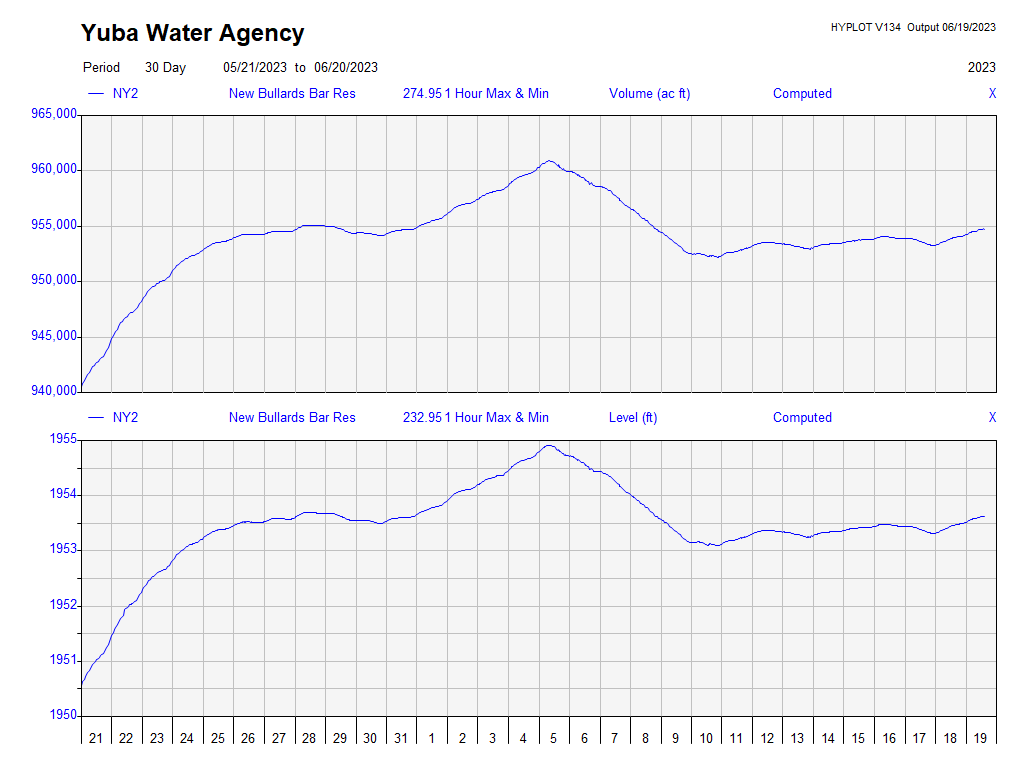 Yuba Water Agency
HYPLOT V134 Output 06/19/2023
Period 30 Day 05/21/2023 to 06/20/2023 2023
NY2 New Bullards Bar Res 274.95 1 Hour Max & Min Volume (ac ft) Computed X
965,000
960,000
955,000
950,000
945,000
940,000
NY2 New Bullards Bar Res 232.95 1 Hour Max & Min Level (ft) Computed X
1955
1954
1953
1952
1951
1950
21 22 23 24 25 26 27 28 29 30 31 1 2 3 4 5 6 7 8 9 10 11 12 13 14 15 16 17 18 19